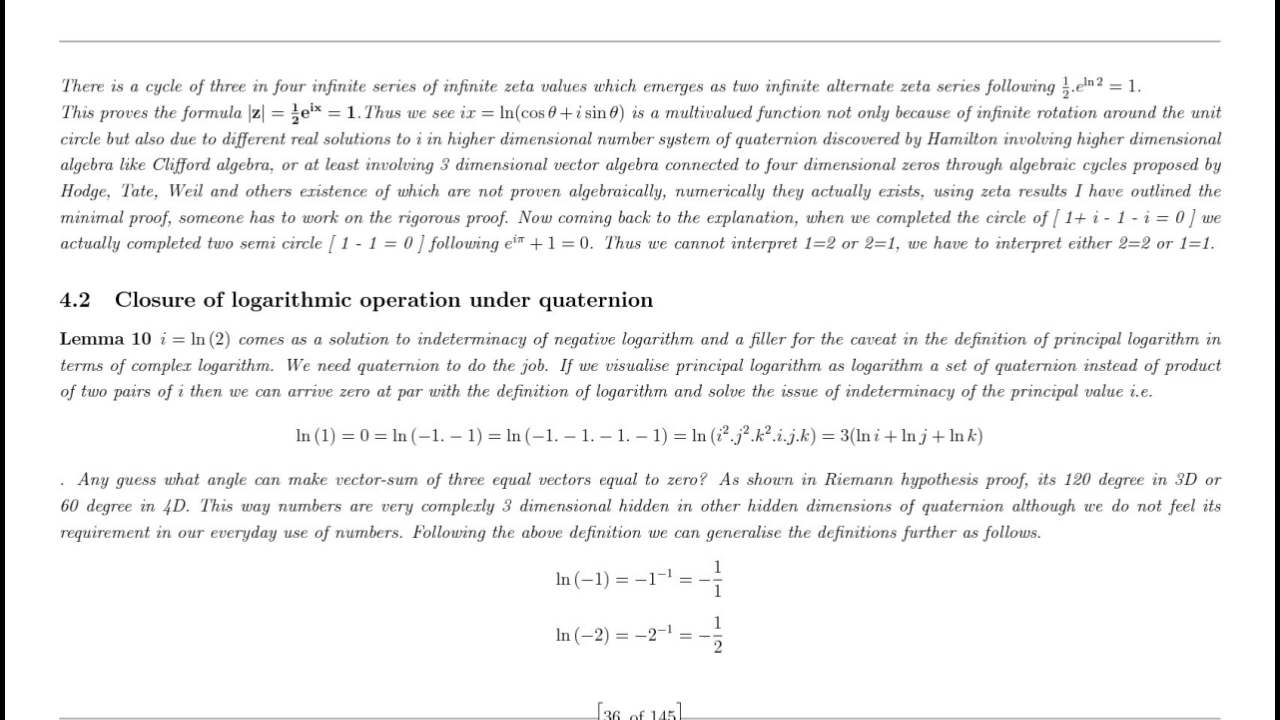 There is a cycle of three in four infinite series of infinite zeta values which emerges as two infinite alternate zeta series following \frac{1}{2}.e^{\ln 2} = 1.
This proves the formula |z| = \frac{1}{2}e^{ix} = 1. Thus we see ix = ln(cos θ + i sin θ) is a multivalued function not only because of infinite rotation around the unit
circle but also due to different real solutions to i in higher dimensional number system of quaternion discovered by Hamilton involving higher dimensional
algebra like Clifford algebra, or at least involving 3 dimensional vector algebra connected to four dimensional zeros through algebraic cycles proposed by
Hodge, Tate, Weil and others existence of which are not proven algebraically, numerically they actually exists, using zeta results I have outlined the
minimal proof, someone has to work on the rigorous proof. Now coming back to the explanation, when we completed the circle of [ 1+ i - 1 - i = 0 ] we
actually completed two semi circle [ 1 - 1 = 0 ] following e^{iπ} + 1 = 0. Thus we cannot interpret 1=2 or 2=1, we have to interpret either 2=2 or 1=1.
4.2 Closure of logarithmic operation under quaternion
Lemma 10 i = ln (2) comes as a solution to indeterminacy of negative logarithm and a filler for the caveat in the definition of principal logarithm in
terms of complex logarithm. We need quaternion to do the job. If we visualise principal logarithm as logarithm a set of quaternion instead of product
of two pairs of i then we can arrive zero at par with the definition of logarithm and solve the issue of indeterminacy of the principal value i.e.
ln (1) = 0 = ln (−1. − 1) = ln (−1. − 1. − 1. − 1) = ln (i².j².k².i.j.k) = 3(ln i + ln j + ln k)
. Any guess what angle can make vector-sum of three equal vectors equal to zero? As shown in Riemann hypothesis proof, its 120 degree in 3D or
60 degree in 4D. This way numbers are very complexly 3 dimensional hidden in other hidden dimensions of quaternion although we do not feel its
requirement in our everyday use of numbers. Following the above definition we can generalise the definitions further as follows.
ln (−1) = −1^{−1} = −\frac{1}{1}
ln (−2) = −2^{−1} = −\frac{1}{2}
[36 of 145]